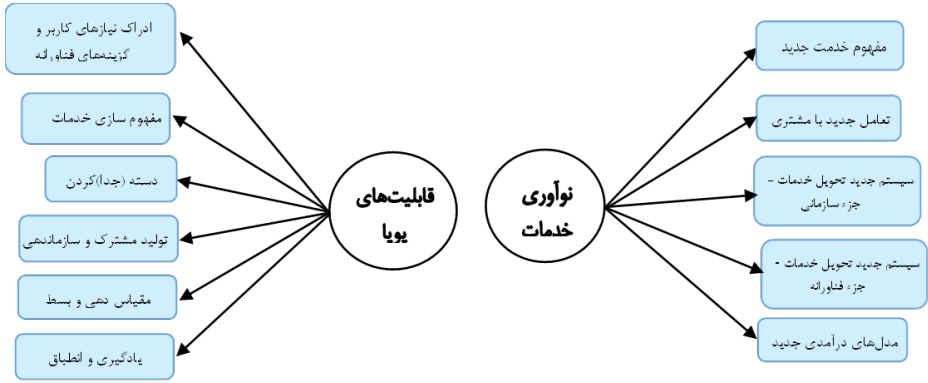 مفهوم خدمت جدید
تعامل جدید با مشتری
سیستم جدید تحویل خدمات -
جزء سازمانی
سیستم جدید تحویل خدمات -
جزء فناورانه
مدل‌های درآمدی جدید
نوآوری
خدمات
قابلیت‌های
پویا
ادراک نیازهای کاربر و
گزینه‌های فناورانه
مفهوم سازی خدمات
دسته (جدا)کردن
تولید مشترک و سازماندهی
مقیاس دهی و بسط
یادگیری و انطباق